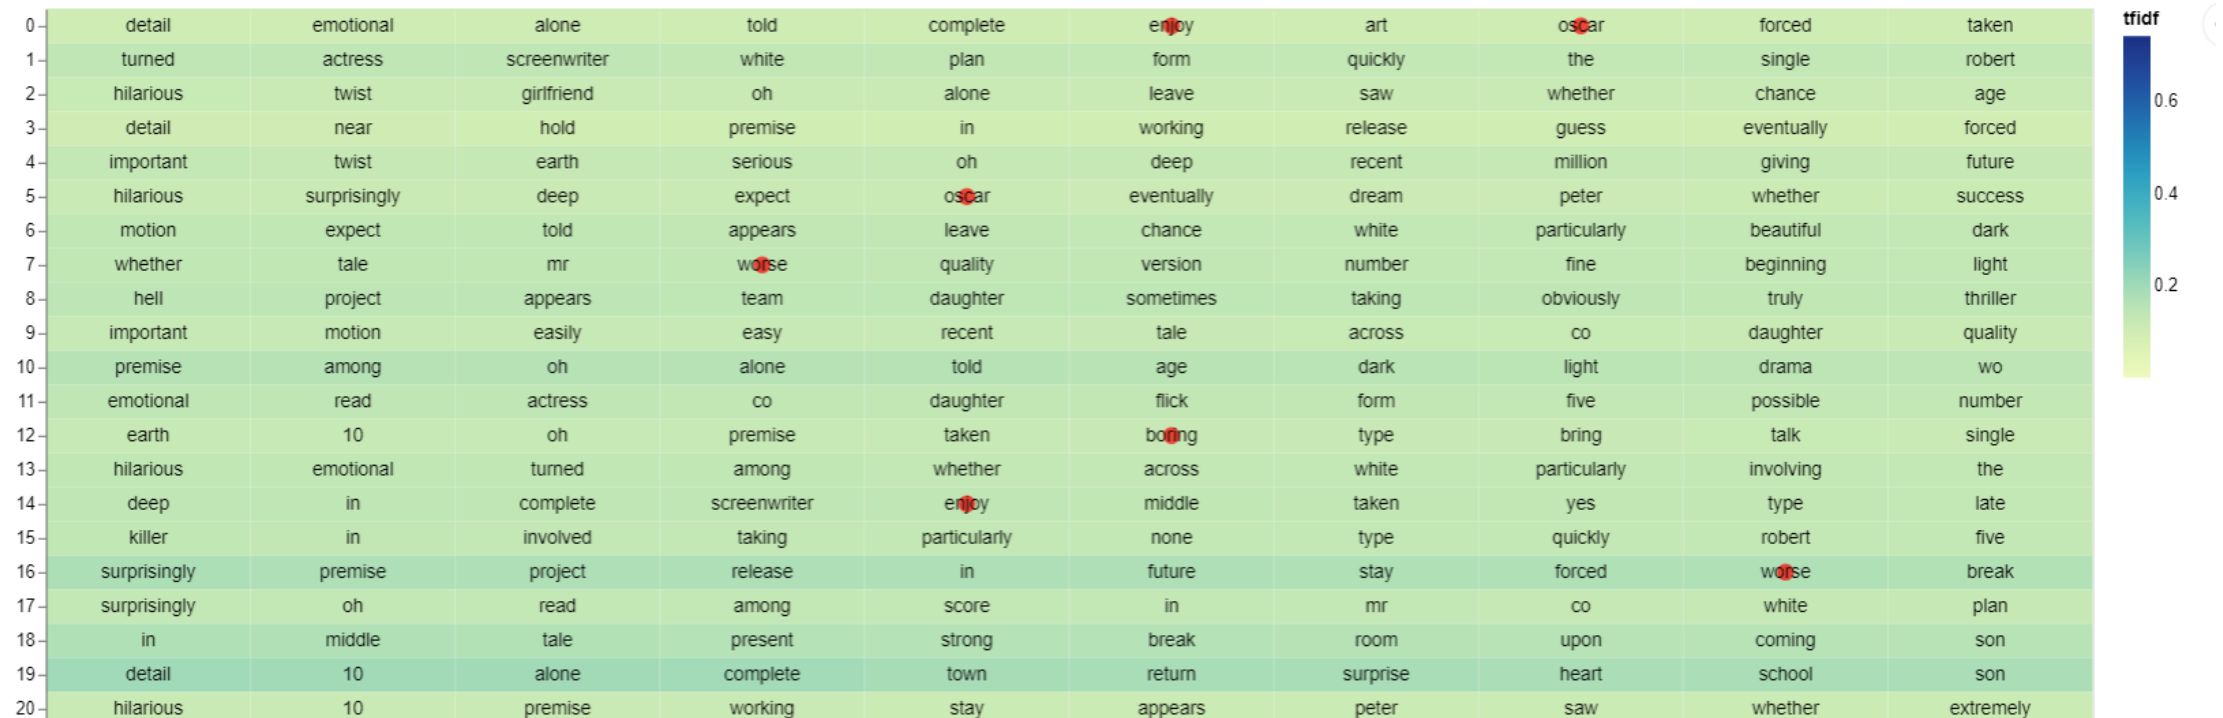 0 detail emotional alone told complete enjoy art oscar forced taken
1 turned actress screenwriter white plan form quickly the single robert
2 hilarious twist girlfriend oh alone leave saw whether chance age
3 detail near hold premise in working release guess eventually forced
4 important twist earth serious oh deep recent million giving future
5 hilarious surprisingly deep expect oscar eventually dream peter whether success
6 motion expect told appears leave chance white particularly beautiful dark
7 whether tale mr worse quality version number fine beginning light
8 hell project appears team daughter sometimes taking obviously truly thriller
9 important motion easily easy recent tale across co daughter quality
10 premise among oh alone told age dark light drama wo
11 emotional read actress co daughter flick form five possible number
12 earth 10 oh premise taken boring type bring talk single
13 hilarious emotional turned among whether across white particularly involving the
14 deep in complete screenwriter enjoy middle taken yes type late
15 killer in involved taking particularly none type quickly robert five
16 surprisingly premise project release in future stay forced worse break
17 surprisingly oh read among score in mr co white plan
18 in middle tale present strong break room upon coming son
19 detail 10 alone complete town return surprise heart school son
20 hilarious 10 premise working stay appears peter saw whether extremely
tfidf
0.6
0.4
0.2